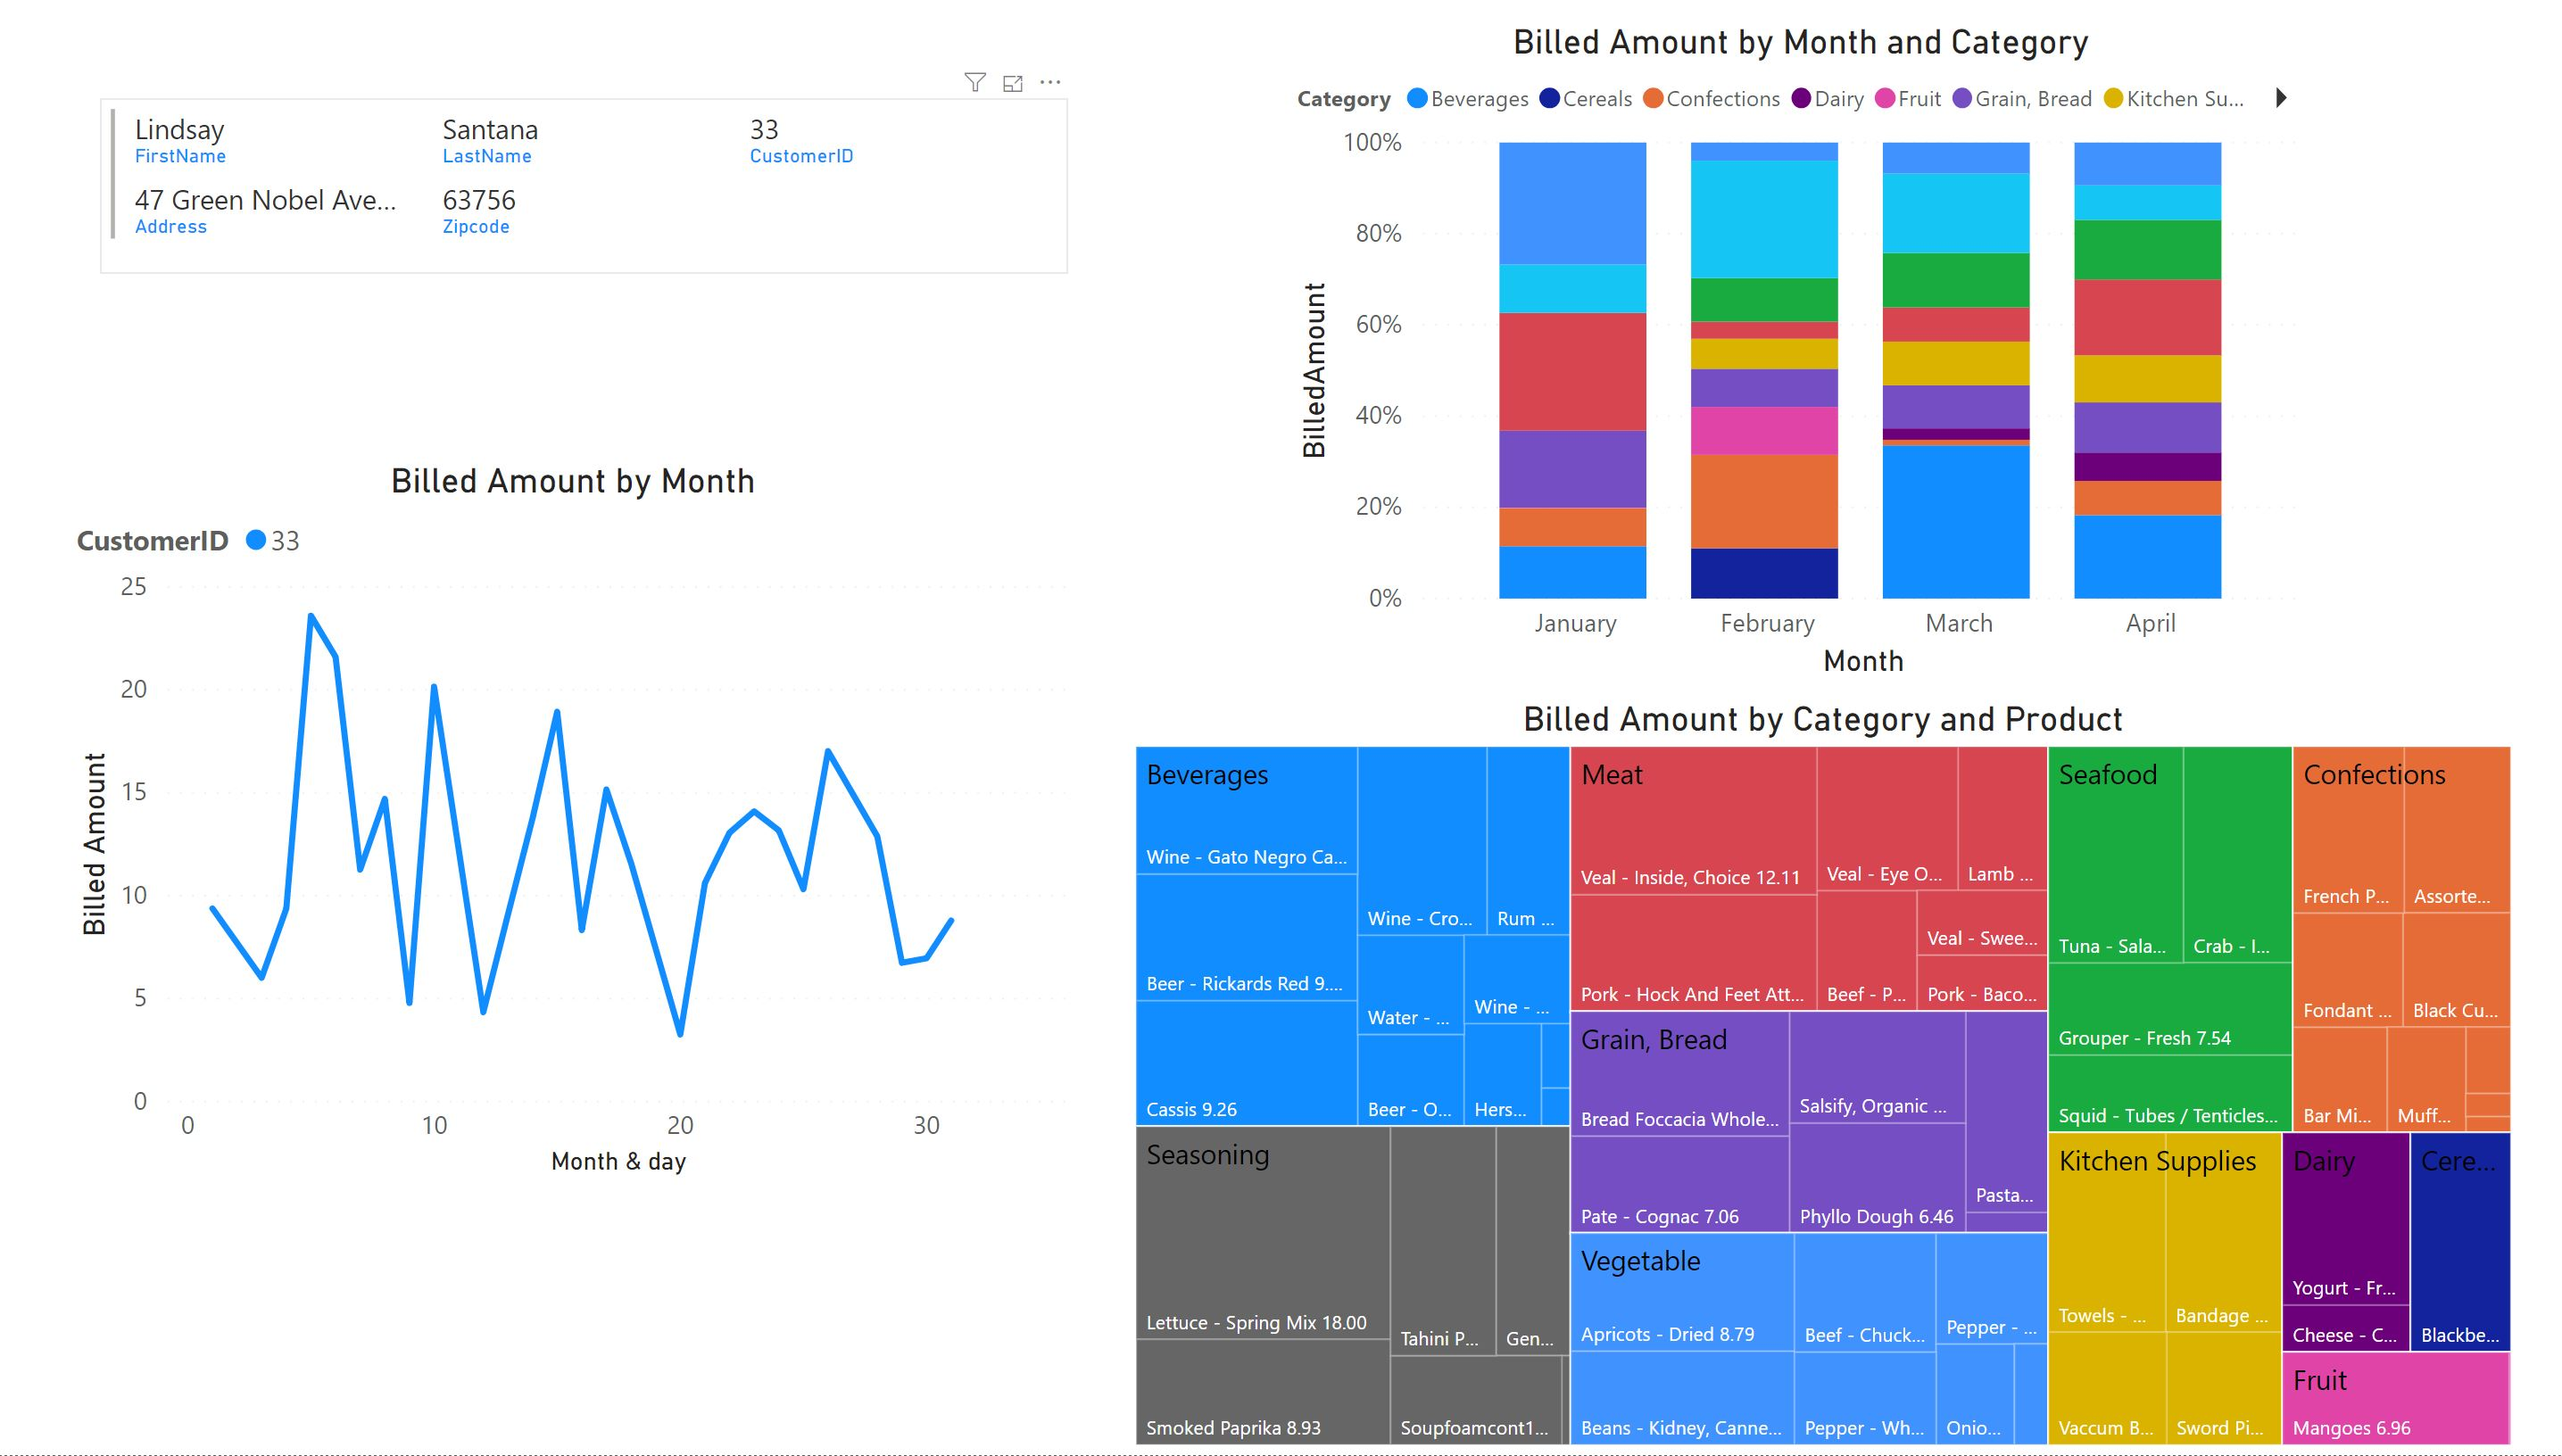 Lindsay Santana 33
FirstName LastName CustomerID
47 Green Nobel Ave... 63756
Address Zipcode
Billed Amount by Month
CustomerID 33
Billed Amount
25
20
15
10
5
0
0 10 20 30
Month & day
Billed Amount by Month and Category
Category Beverages Cereals Confections Dairy Fruit Grain, Bread Kitchen Su...
BilledAmount
100%
80%
60%
40%
20%
0%
January February March April
Month
Billed Amount by Category and Product
Beverages
Wine - Gato Negro Ca...
Beer - Rickards Red 9....
Cassis 9.26
Wine - Cro...
Rum ...
Water - ...
Wine - ...
Beer - O...
Hers...
Seasoning
Lettuce - Spring Mix 18.00
Smoked Paprika 8.93
Tahini P...
Gen...
Soupfoamcont1...
Meat
Veal - Inside, Choice 12.11
Pork - Hock And Feet Att...
Veal - Eye O...
Lamb ...
Beef - P...
Veal - Swee...
Pork - Baco...
Grain, Bread
Bread Foccacia Whole...
Pate - Cognac 7.06
Salsify, Organic ...
Phyllo Dough 6.46
Pasta...
Vegetable
Apricots - Dried 8.79
Beans - Kidney, Canne...
Beef - Chuck...
Pepper - Wh...
Pepper - ...
Onio...
Seafood
Tuna - Sala...
Crab - I...
Grouper - Fresh 7.54
Squid - Tubes / Tenticles...
Confections
French P...
Assorte...
Fondant ...
Black Cu...
Bar Mi...
Muff...
Kitchen Supplies
Towels - ...
Bandage ...
Vaccum B...
Sword Pi...
Dairy
Yogurt - Fr...
Cheese - C...
Cere...
Blackbe...
Fruit
Mangoes 6.96